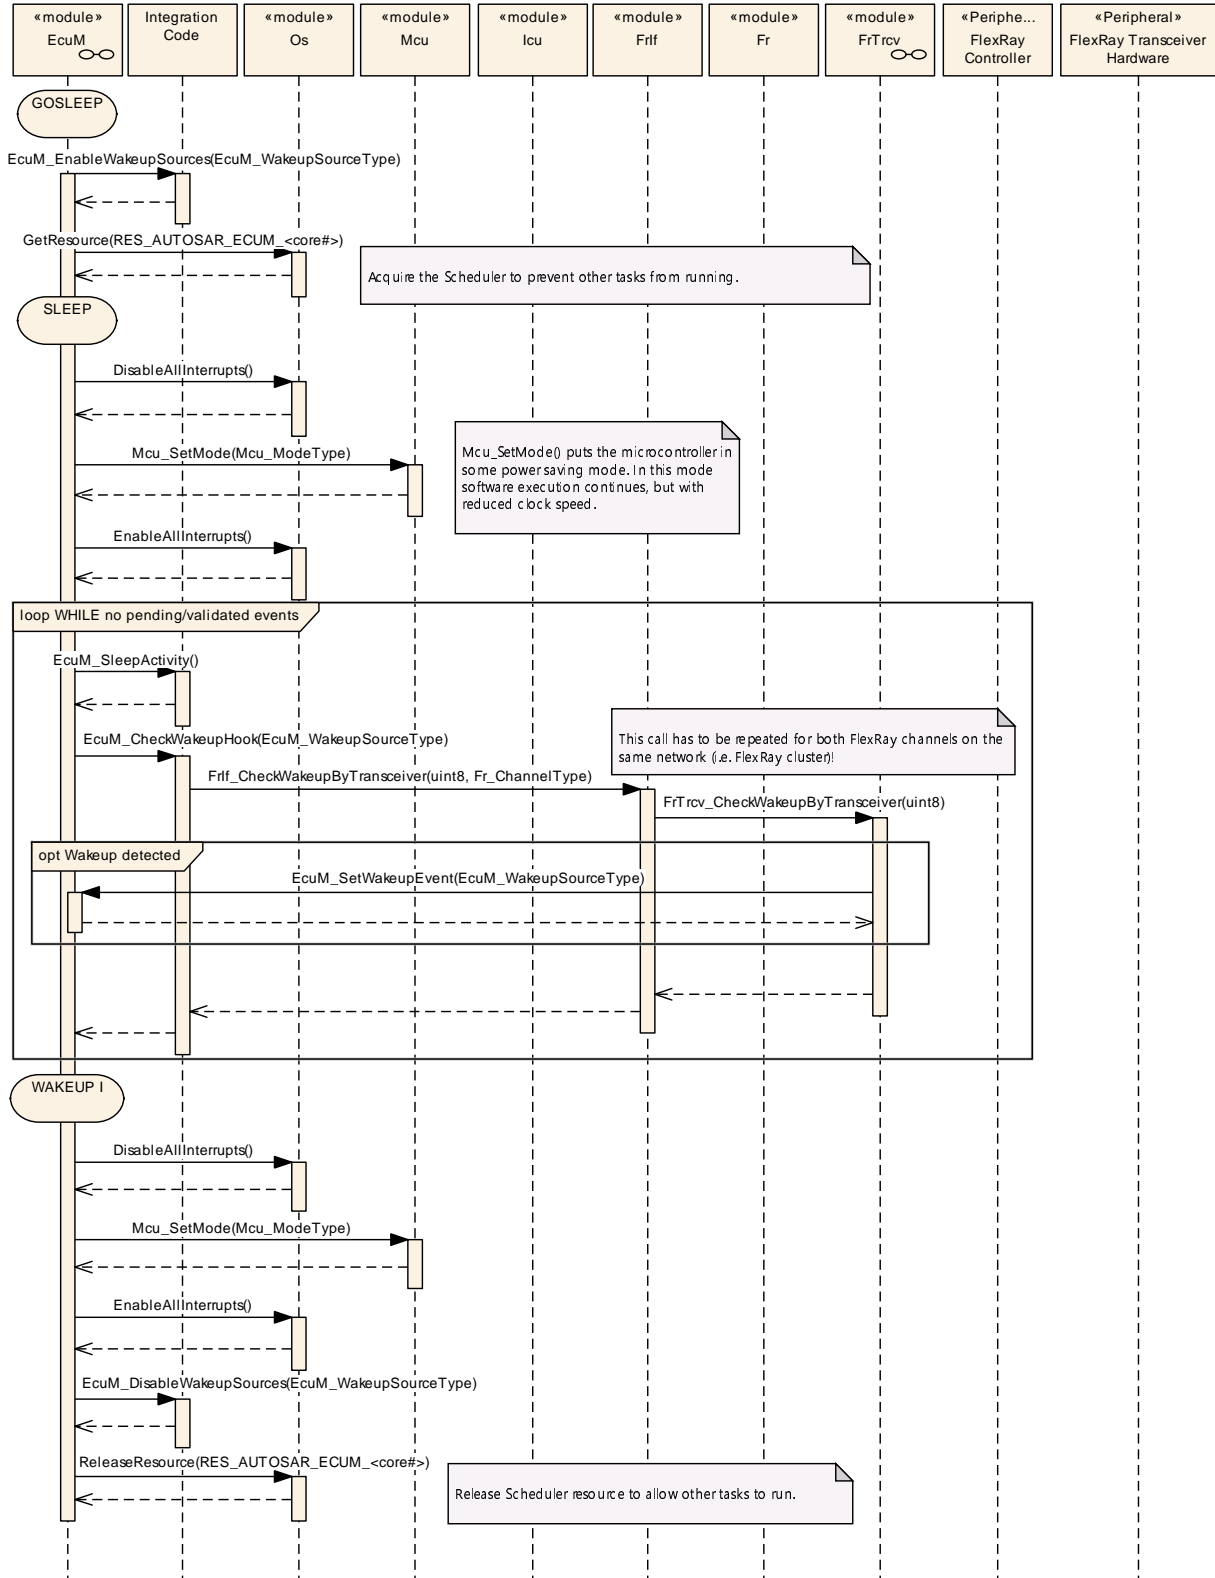 «module»
EcuM
Integration
Code
«module»
Os
«module»
Mcu
«module»
Icu
«module»
FrIf
«module»
Fr
«module»
FrTrcv
«Periphe...
FlexRay
Controller
«Peripheral»
FlexRay Transceiver
Hardware
GOSLEEP
EcuM_EnableWakeupSources(EcuM_WakeupSourceType)
GetResource(RES_AUTOSAR_ECUM_<core#>)
Acquire the Scheduler to prevent other tasks from running.
SLEEP
DisableAllInterrupts()
Mcu_SetMode(Mcu_ModeType)
Mcu_SetMode() puts the microcontroller in
some power saving mode. In this mode
software execution continues, but with
reduced clock speed.
EnableAllInterrupts()
loop WHILE no pending/validated events
EcuM_SleepActivity()
EcuM_CheckWakeupHook(EcuM_WakeupSourceType)
This call has to be repeated for both FlexRay channels on the
same network (i.e. FlexRay cluster)!
FrIf_CheckWakeupByTransceiver(uint8, Fr_ChannelType)
FrTrcv_CheckWakeupByTransceiver(uint8)
opt Wakeup detected
EcuM_SetWakeupEvent(EcuM_WakeupSourceType)
WAKEUP I
DisableAllInterrupts()
Mcu_SetMode(Mcu_ModeType)
EnableAllInterrupts()
EcuM_DisableWakeupSources(EcuM_WakeupSourceType)
ReleaseResource(RES_AUTOSAR_ECUM_<core#>)
Release Scheduler resource to allow other tasks to run.